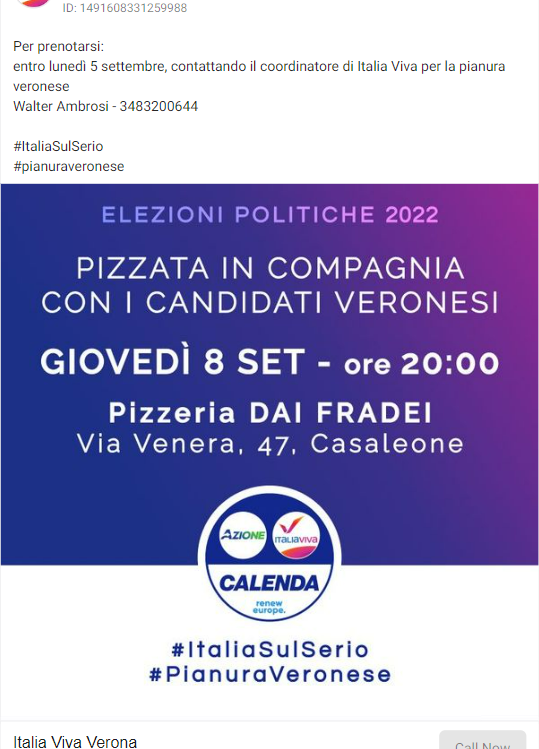 ID: 1491608331259988
Per prenotarsi:
entro lunedì 5 settembre, contattando il coordinatore di Italia Viva per la pianura
veronese
Walter Ambrosi - 3483200644
#ItaliaSulSerio
#pianuraveronese
ELEZIONI POLITICHE 2022
PIZZATA IN COMPAGNIA
CON I CANDIDATI VERONESI
GIOVEDÌ 8 SET - ore 20:00
Pizzeria DAI FRADEI
Via Venera, 47, Casaleone
AZIONE ITALIAVIVA
CALENDA
renew
europe.
#ItaliaSulSerio
#PianuraVeronese
Italia Viva Verona
Call Now